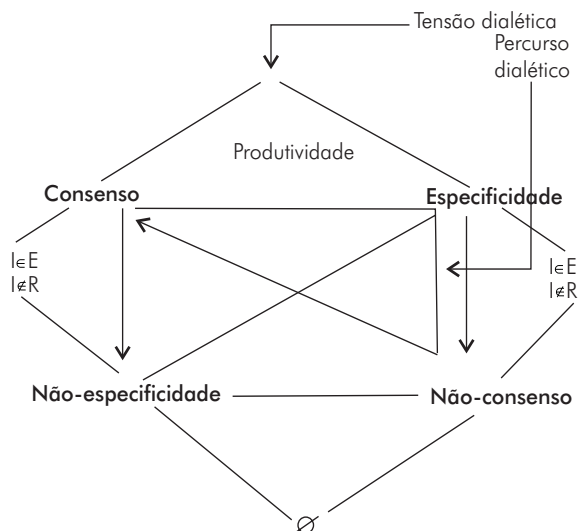 Tensão dialética
Percurso
dialético
Produtividade
Consenso
Especificidade
I∈E
I∉R
I∈E
I∉R
Não-especificidade
Não-consenso
∅